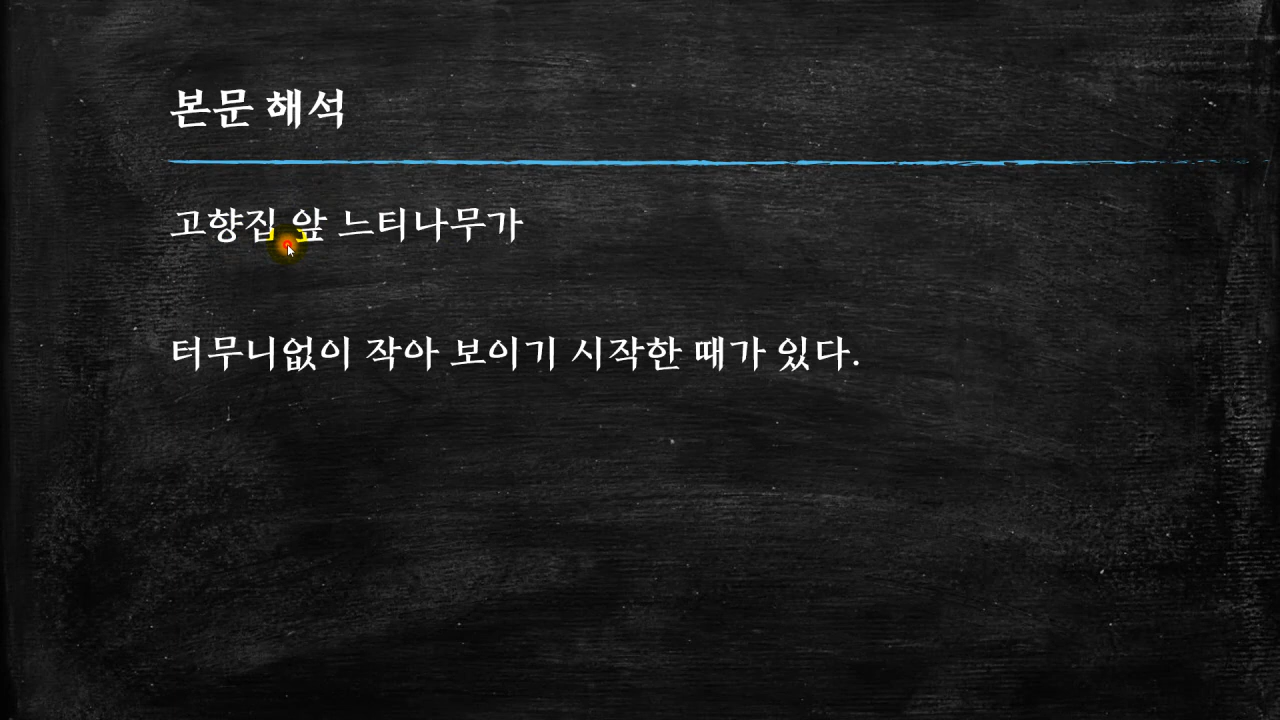 본문 해석
고향집 앞 느티나무가
터무니없이 작아 보이기 시작한 때가 있다.